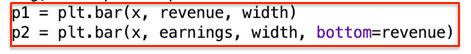 p1 = plt.bar(x, revenue, width)
p2 = plt.bar(x, earnings, width, bottom=revenue)